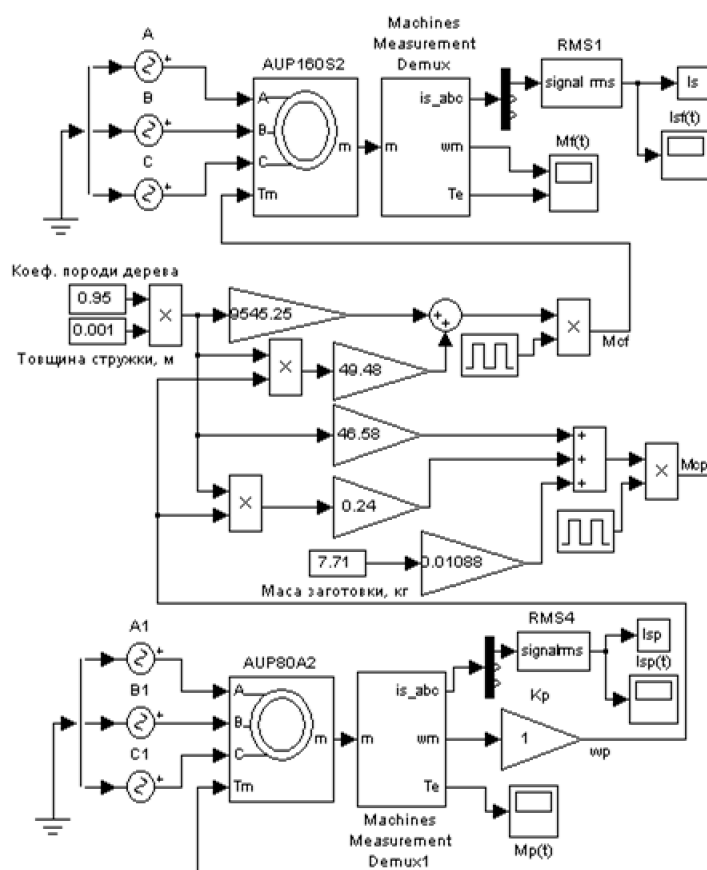 Machines
Measurement
Demux
A
AUP160S2
RMS1
A
B
B
C
C
Tm
m
m
is_abc
wm
Te
signal rms
Is
Isf(t)
Mf(t)
Коеф. породи дерева
0.95
0.001
Товщина стружки, м
×
9545.25
+
+
×
Mcf
×
49.48
46.58
×
0.24
+
+
+
×
Mcp
7.71
0.01088
Маса заготовки, кг
A1
B1
C1
AUP80A2
A
B
C
Tm
m
m
is_abc
wm
Te
Machines
Measurement
Demux1
RMS4
signalrms
Isp
Isp(t)
Kp
1
wp
Mp(t)